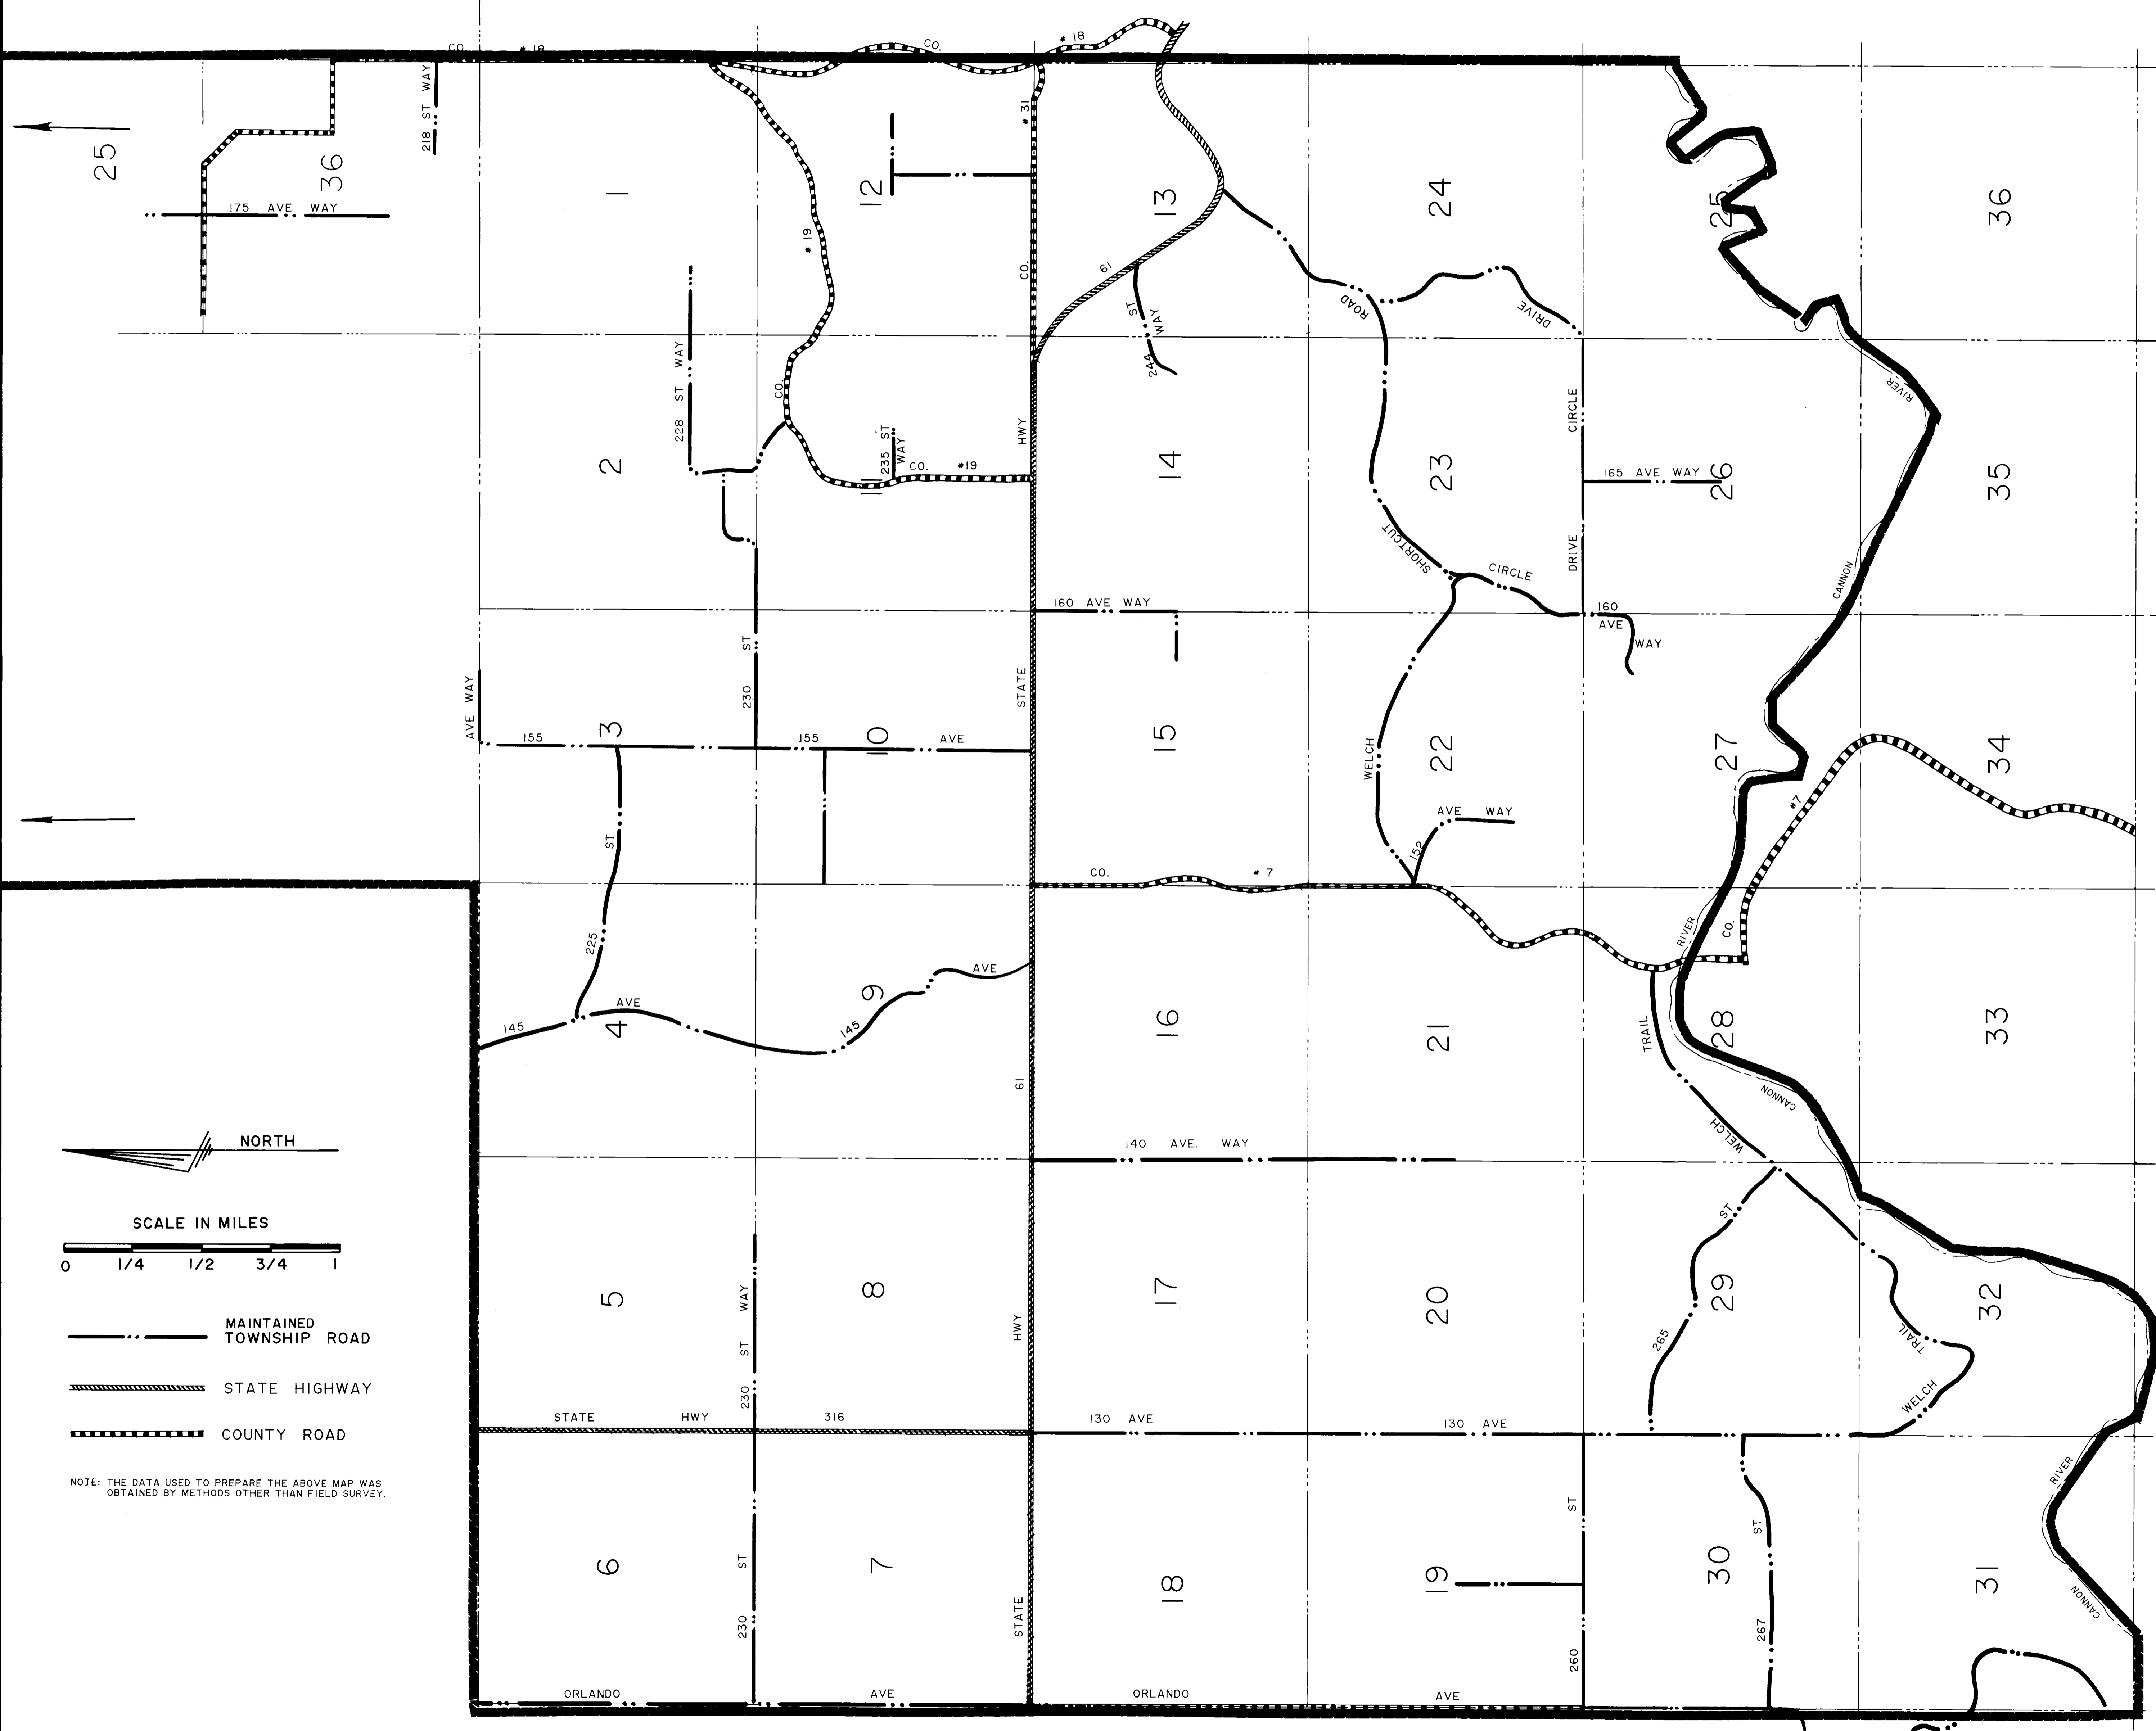 CO. # 18
CO.
# 18
218 ST WAY
25
36
175 AVE WAY
1
12
# 31
CO.
13
24
25
36
# 19
61
244 ST WAY
ROAD
DRIVE
RIVER
228 ST WAY
2
CO.
11
235 ST
WAY
CO. #19
HWY
14
23
CIRCLE
165 AVE WAY
26
35
SHORTCUT
CIRCLE
DRIVE
CANNON
160 AVE WAY
160
AVE
WAY
AVE WAY
230 ST
STATE
155
3
155
10
AVE
15
WELCH
22
27
34
#7
ST
AVE WAY
152
CO. # 7
RIVER
CO.
225
145
AVE
4
145
9
AVE
16
21
TRAIL
28
33
CANNON
61
WELCH
140 AVE. WAY
NORTH
SCALE IN MILES
0 1/4 1/2 3/4 1
MAINTAINED
TOWNSHIP ROAD
STATE HIGHWAY
COUNTY ROAD
NOTE: THE DATA USED TO PREPARE THE ABOVE MAP WAS
OBTAINED BY METHODS OTHER THAN FIELD SURVEY.
5
230 ST WAY
8
HWY
17
20
265 ST
29
32
TRAIL
WELCH
STATE HWY 316
130 AVE
130 AVE
RIVER
6
230 ST
7
STATE
18
19
260 ST
30
267 ST
31
CANNON
ORLANDO AVE
ORLANDO AVE